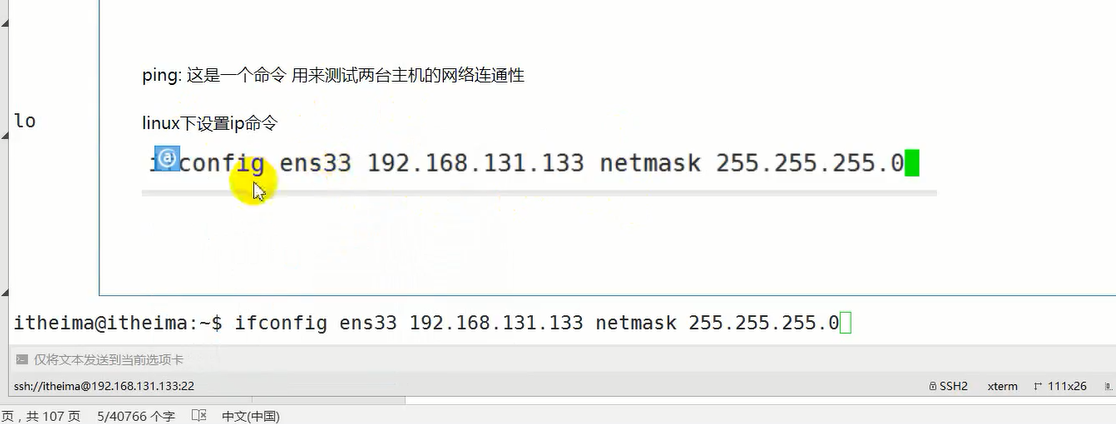 ping: 这是一个命令 用来测试两台主机的网络连通性
lo
linux下设置ip命令
config ens33 192.168.131.133 netmask 255.255.255.0
itheima@itheima:~$ ifconfig ens33 192.168.131.133 netmask 255.255.255.0
仅将文本发送到当前选项卡
ssh://itheima@192.168.131.133:22 SSH2 xterm 111x26
页，共 107 页 5/40766 个字 中文(中国)